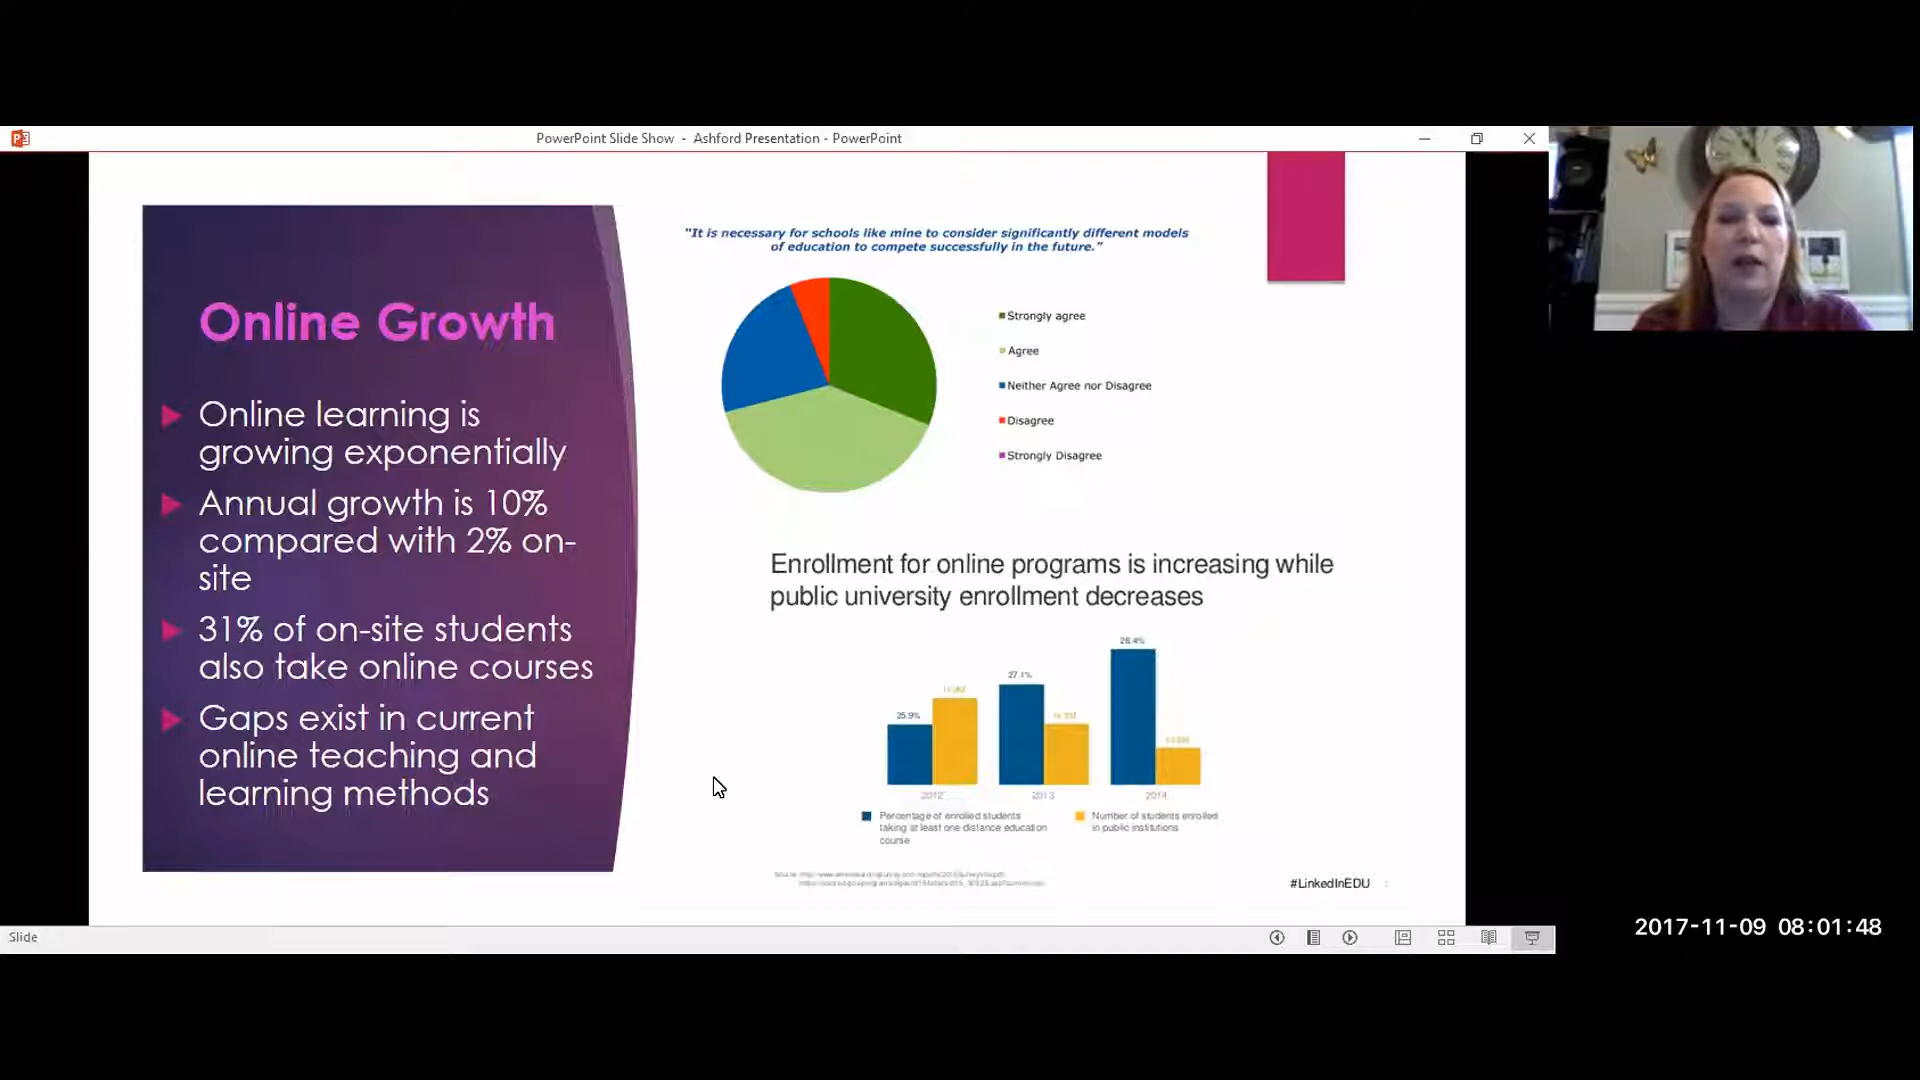 PowerPoint Slide Show - Ashford Presentation - PowerPoint
Online Growth
Online learning is
growing exponentially
Annual growth is 10%
compared with 2% on-
site
31% of on-site students
also take online courses
Gaps exist in current
online teaching and
learning methods
"It is necessary for schools like mine to consider significantly different models
of education to compete successfully in the future."
Strongly agree
Agree
Neither Agree nor Disagree
Disagree
Strongly Disagree
Enrollment for online programs is increasing while
public university enrollment decreases
25.9%
27.1%
28.4%
2012
2013
2014
Percentage of enrolled students
taking at least one distance education
course
Number of students enrolled
in public institutions
#LinkedInEDU
Slide
2017-11-09 08:01:48